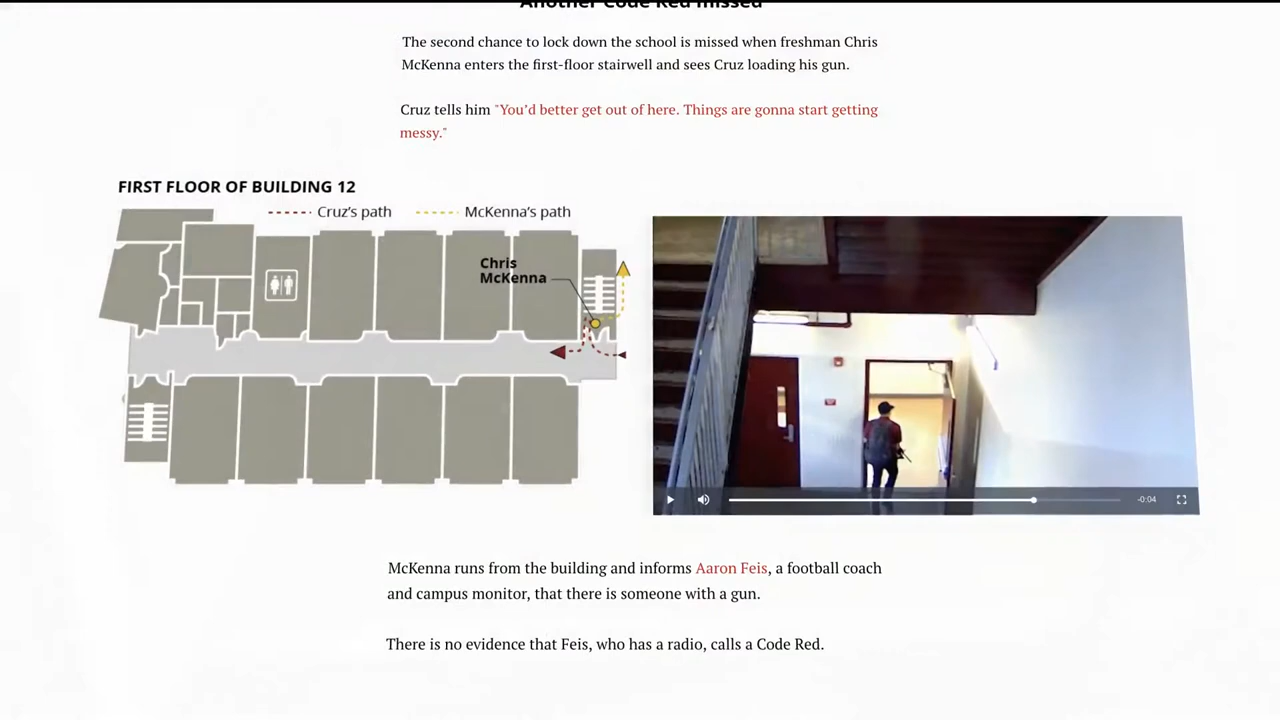 Another Code Red missed
The second chance to lock down the school is missed when freshman Chris
McKenna enters the first-floor stairwell and sees Cruz loading his gun.
Cruz tells him "You’d better get out of here. Things are gonna start getting
messy."
FIRST FLOOR OF BUILDING 12
Cruz’s path
McKenna’s path
Chris
McKenna
-0:04
McKenna runs from the building and informs Aaron Feis, a football coach
and campus monitor, that there is someone with a gun.
There is no evidence that Feis, who has a radio, calls a Code Red.